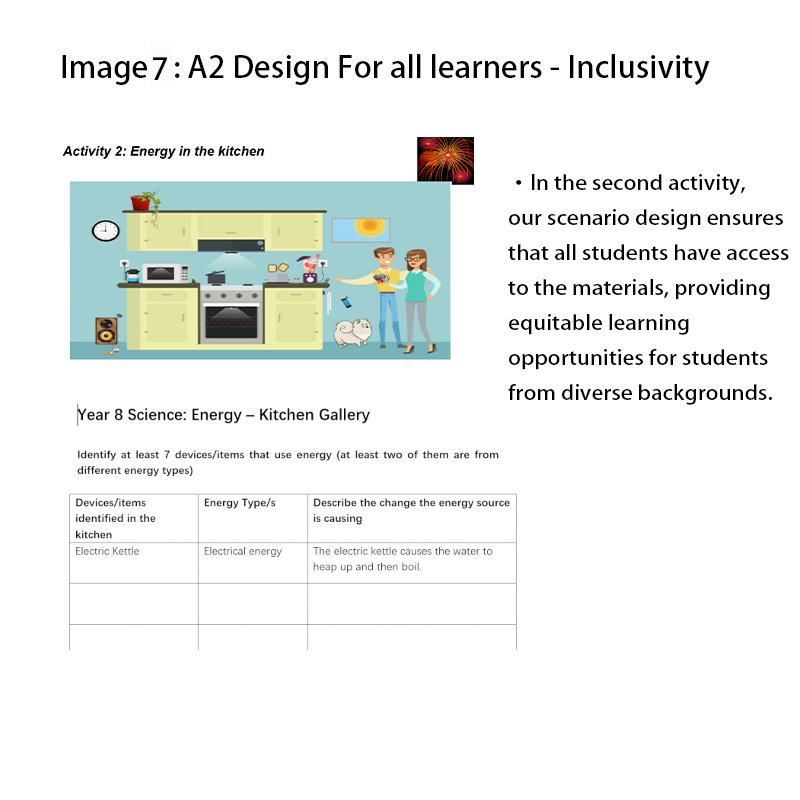 Image 7 : A2 Design For all learners - Inclusivity
Activity 2: Energy in the kitchen
• In the second activity,
our scenario design ensures
that all students have access
to the materials, providing
equitable learning
opportunities for students
from diverse backgrounds.
Year 8 Science: Energy – Kitchen Gallery
Identify at least 7 devices/items that use energy (at least two of them are from
different energy types)
Devices/items
identified in the
kitchen
Energy Type/s
Describe the change the energy source
is causing
Electric Kettle
Electrical energy
The electric kettle causes the water to
heap up and then boil.